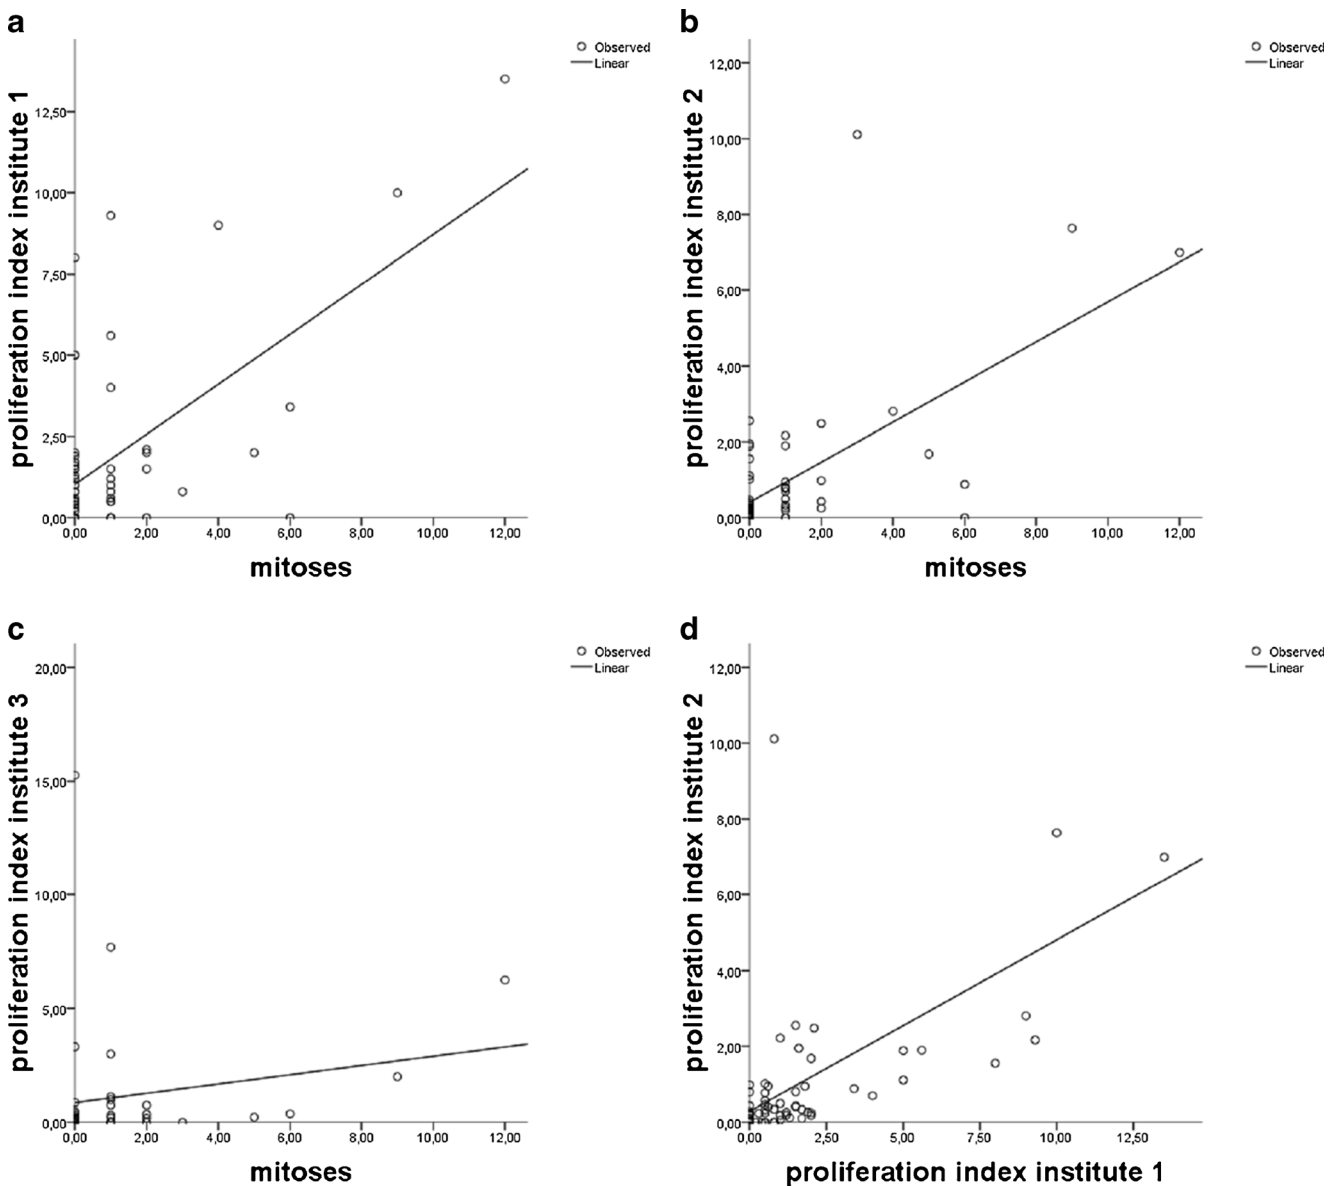 a
Observed
Linear
proliferation index institute 1
12,50
10,00
7,50
5,00
2,50
0,00
0,00 2,00 4,00 6,00 8,00 10,00 12,00
mitoses
b
Observed
Linear
proliferation index institute 2
12,00
10,00
8,00
6,00
4,00
2,00
0,00
0,00 2,00 4,00 6,00 8,00 10,00 12,00
mitoses
c
Observed
Linear
proliferation index institute 3
20,00
15,00
10,00
5,00
0,00
0,00 2,00 4,00 6,00 8,00 10,00 12,00
mitoses
d
Observed
Linear
proliferation index institute 2
12,00
10,00
8,00
6,00
4,00
2,00
0,00
0,00 2,50 5,00 7,50 10,00 12,50
proliferation index institute 1